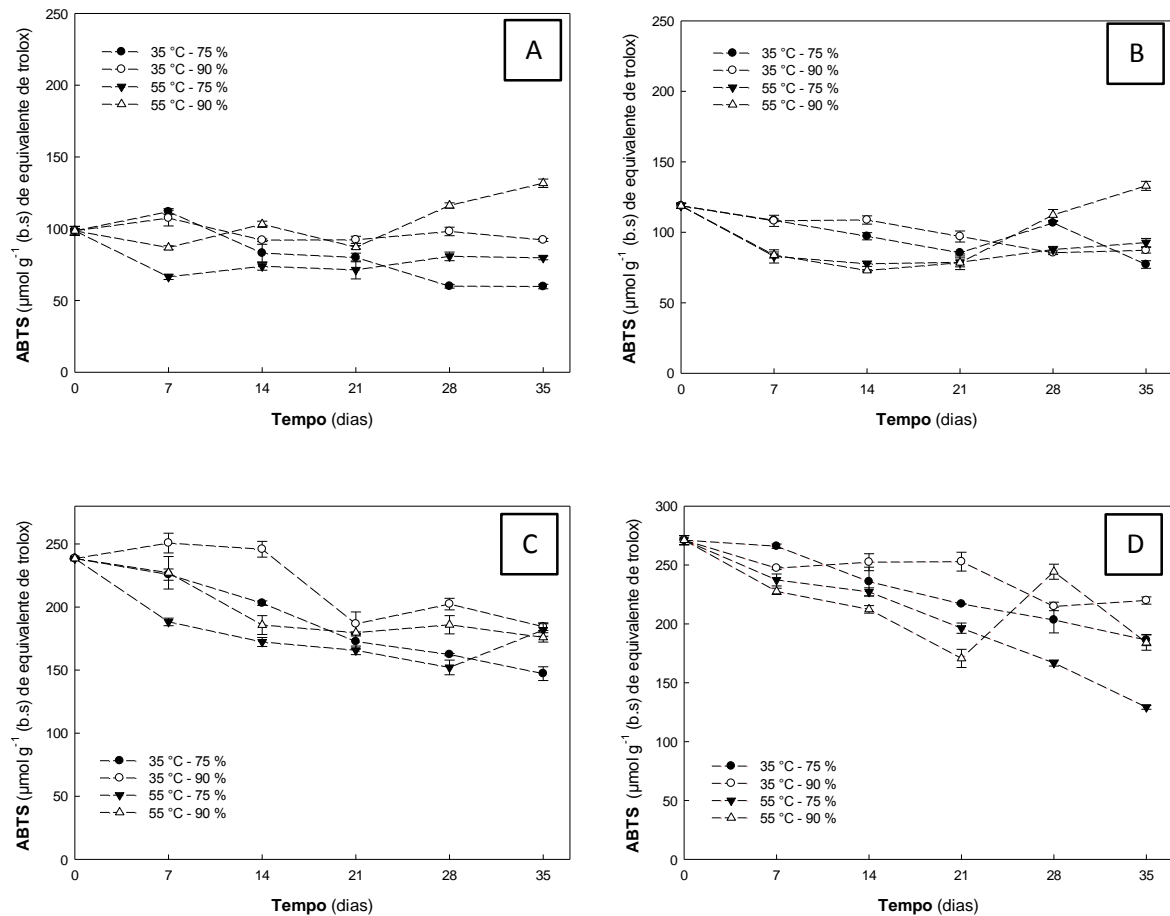 A
ABTS (µmol g⁻¹ (b.s) de equivalente de trolox)
250
200
150
100
50
0
35 °C - 75 %
35 °C - 90 %
55 °C - 75 %
55 °C - 90 %
0 7 14 21 28 35
Tempo (dias)
B
ABTS (µmol g⁻¹ (b.s) de equivalente de trolox)
250
200
150
100
50
0
35 °C - 75 %
35 °C - 90 %
55 °C - 75 %
55 °C - 90 %
0 7 14 21 28 35
Tempo (dias)
C
ABTS (µmol g⁻¹ (b.s) de equivalente de trolox)
250
200
150
100
50
0
35 °C - 75 %
35 °C - 90 %
55 °C - 75 %
55 °C - 90 %
0 7 14 21 28 35
Tempo (dias)
D
ABTS (µmol g⁻¹ (b.s) de equivalente de trolox)
300
250
200
150
100
50
0
35 °C - 75 %
35 °C - 90 %
55 °C - 75 %
55 °C - 90 %
0 7 14 21 28 35
Tempo (dias)